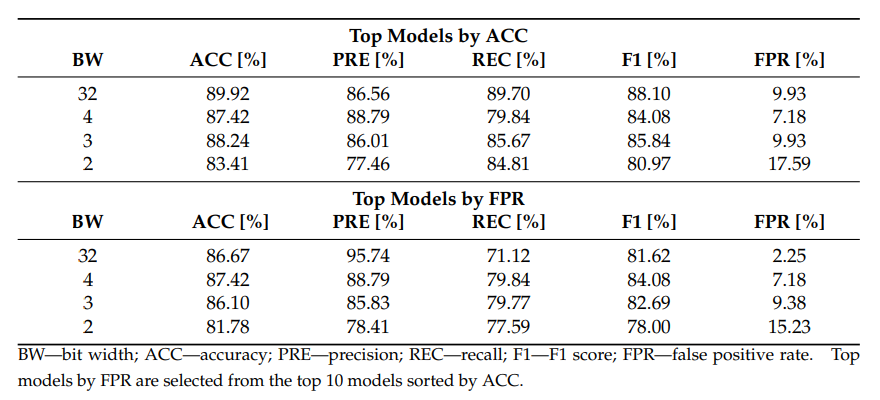 Top Models by ACC
BW ACC [%] PRE [%] REC [%] F1 [%] FPR [%]
32 89.92 86.56 89.70 88.10 9.93
4 87.42 88.79 79.84 84.08 7.18
3 88.24 86.01 85.67 85.84 9.93
2 83.41 77.46 84.81 80.97 17.59
Top Models by FPR
BW ACC [%] PRE [%] REC [%] F1 [%] FPR [%]
32 86.67 95.74 71.12 81.62 2.25
4 87.42 88.79 79.84 84.08 7.18
3 86.10 85.83 79.77 82.69 9.38
2 81.78 78.41 77.59 78.00 15.23
BW—bit width; ACC—accuracy; PRE—precision; REC—recall; F1—F1 score; FPR—false positive rate. Top
models by FPR are selected from the top 10 models sorted by ACC.